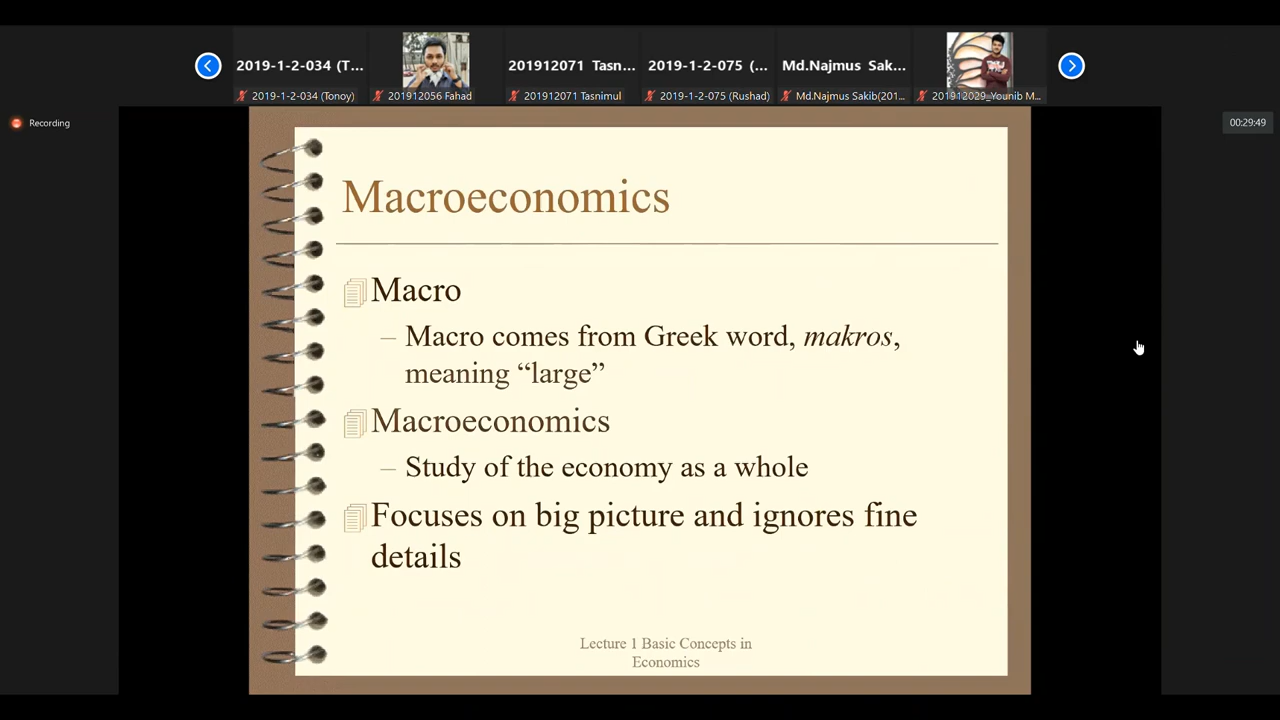 2019-1-2-034 (T...
201912071 Tasn...
2019-1-2-075 (...
Md.Najmus Sak...
2019-1-2-034 (Tonoy)
201912056 Fahad
201912071 Tasnimul
2019-1-2-075 (Rushad)
Md.Najmus Sakib(201...
201912029_Younib M...
Recording
00:29:49
Macroeconomics
Macro
– Macro comes from Greek word, makros,
meaning “large”
Macroeconomics
– Study of the economy as a whole
Focuses on big picture and ignores fine
details
Lecture 1 Basic Concepts in
Economics